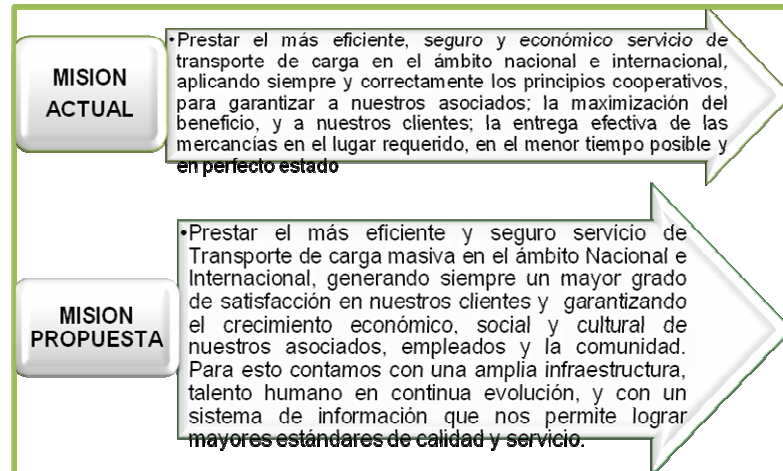 MISION
ACTUAL
•Prestar el más eficiente, seguro y económico servicio de
transporte de carga en el ámbito nacional e internacional,
aplicando siempre y correctamente los principios cooperativos,
para garantizar a nuestros asociados; la maximización del
beneficio, y a nuestros clientes; la entrega efectiva de las
mercancías en el lugar requerido, en el menor tiempo posible y
en perfecto estado
MISION
PROPUESTA
•Prestar el más eficiente y seguro servicio de
Transporte de carga masiva en el ámbito Nacional e
Internacional, generando siempre un mayor grado
de satisfacción en nuestros clientes y garantizando
el crecimiento económico, social y cultural de
nuestros asociados, empleados y la comunidad.
Para esto contamos con una amplia infraestructura,
talento humano en continua evolución, y con un
sistema de información que nos permite lograr
mayores estándares de calidad y servicio.